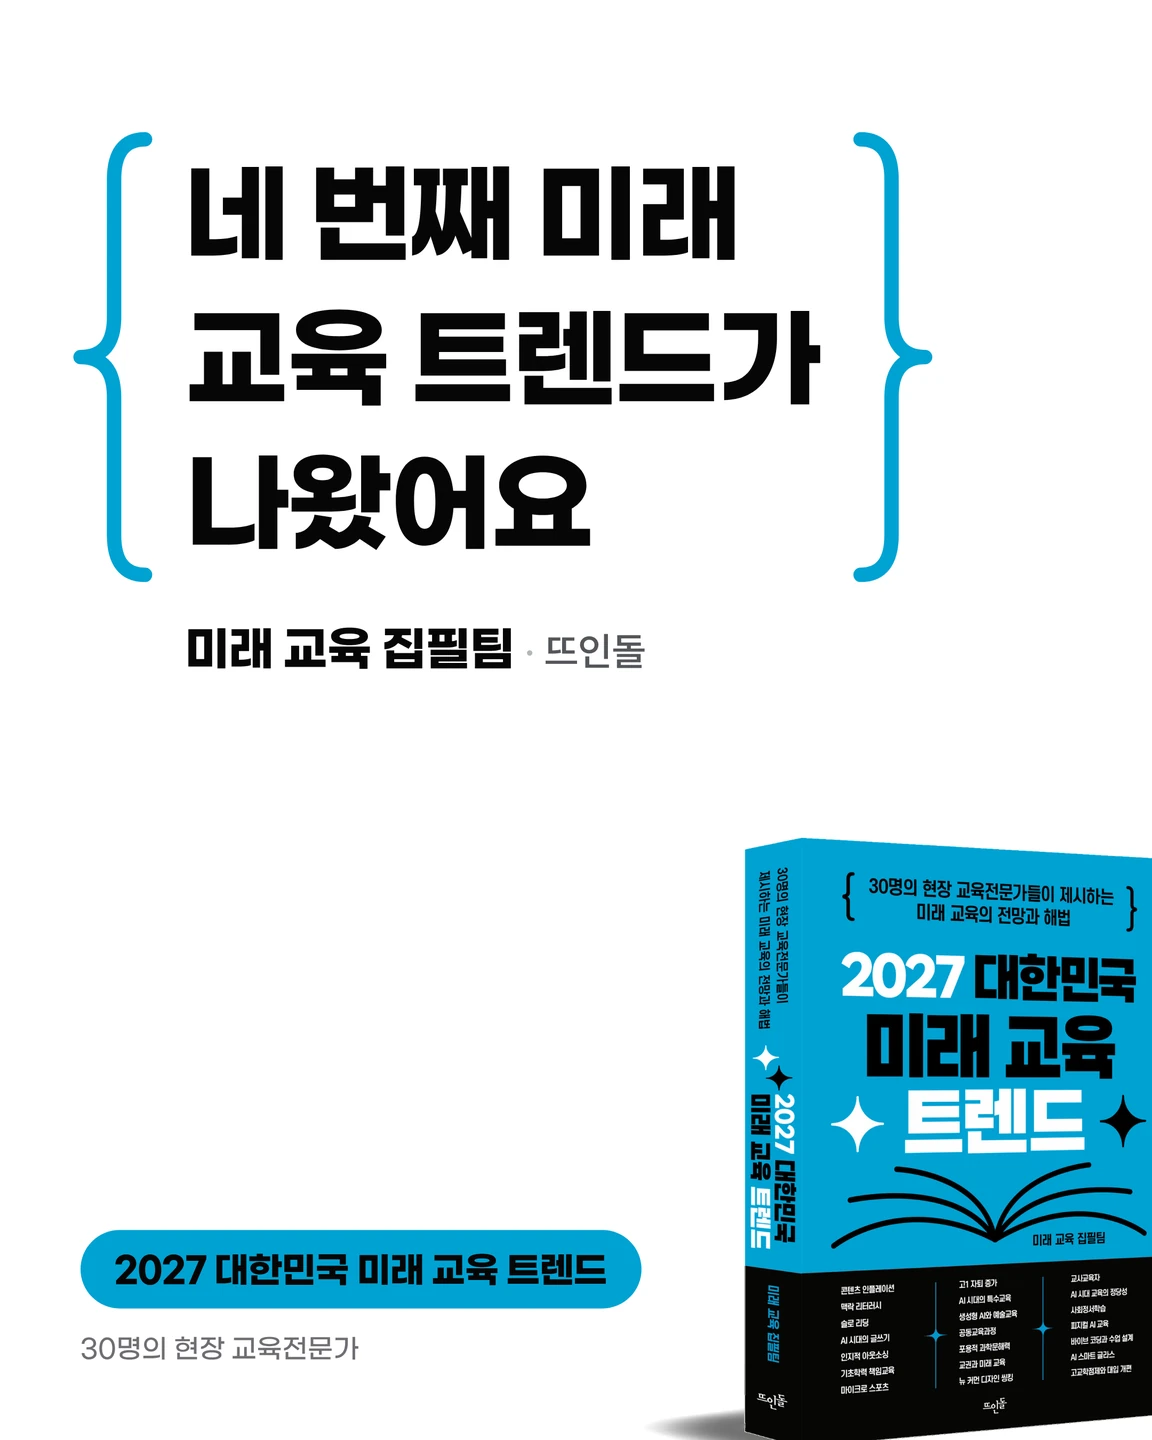 네 번째 미래
교육 트렌드가
나왔어요
미래 교육 집필팀 · 뜨인돌
30명의 현장 교육전문가들이
제시하는 미래 교육의 전망과 해법
2027 대한민국
미래 교육 트렌드
미래 교육 집필팀
뜨인돌
30명의 현장 교육전문가들이 제시하는
미래 교육의 전망과 해법
2027 대한민국
미래 교육
트렌드
미래 교육 집필팀
콘텐츠 인플레이션
맥락 리터러시
슬로 리딩
AI 시대의 글쓰기
인지적 아웃소싱
기초학력 책임교육
마이크로 스포츠
고1 자퇴 증가
AI 시대의 특수교육
생성형 AI와 예술교육
공동교육과정
포용적 과학문해력
교권과 미래 교육
뉴 커먼 디자인 씽킹
교사교육자
AI 시대 교육의 정당성
사회정서학습
피지컬 AI 교육
바이브 코딩과 수업 설계
AI 스마트 글라스
고교학점제와 대입 개편
뜨인돌
2027 대한민국 미래 교육 트렌드
30명의 현장 교육전문가